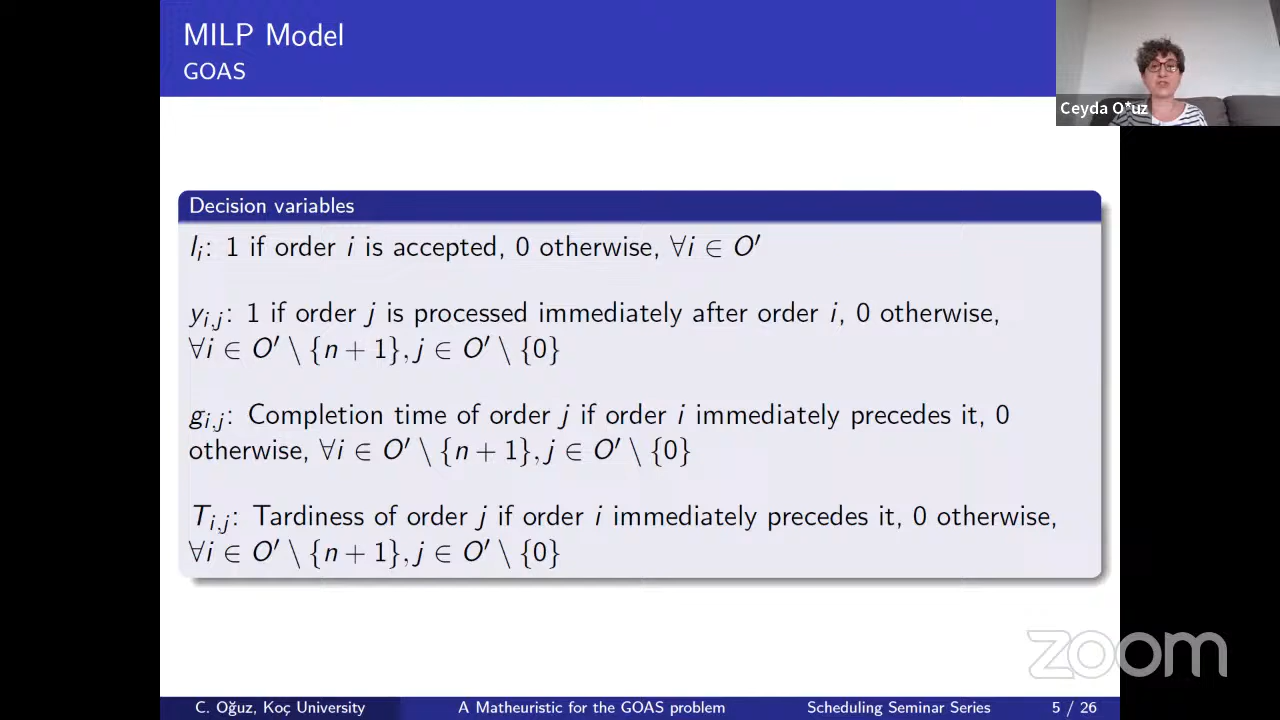 MILP Model
GOAS
Ceyda O*uz
Decision variables
I_i: 1 if order i is accepted, 0 otherwise, ∀i ∈ O′
y_{i,j}: 1 if order j is processed immediately after order i, 0 otherwise,
∀i ∈ O′ \ {n + 1}, j ∈ O′ \ {0}
g_{i,j}: Completion time of order j if order i immediately precedes it, 0
otherwise, ∀i ∈ O′ \ {n + 1}, j ∈ O′ \ {0}
T_{i,j}: Tardiness of order j if order i immediately precedes it, 0 otherwise,
∀i ∈ O′ \ {n + 1}, j ∈ O′ \ {0}
zoom
C. Oğuz, Koç University A Matheuristic for the GOAS problem Scheduling Seminar Series 5 / 26